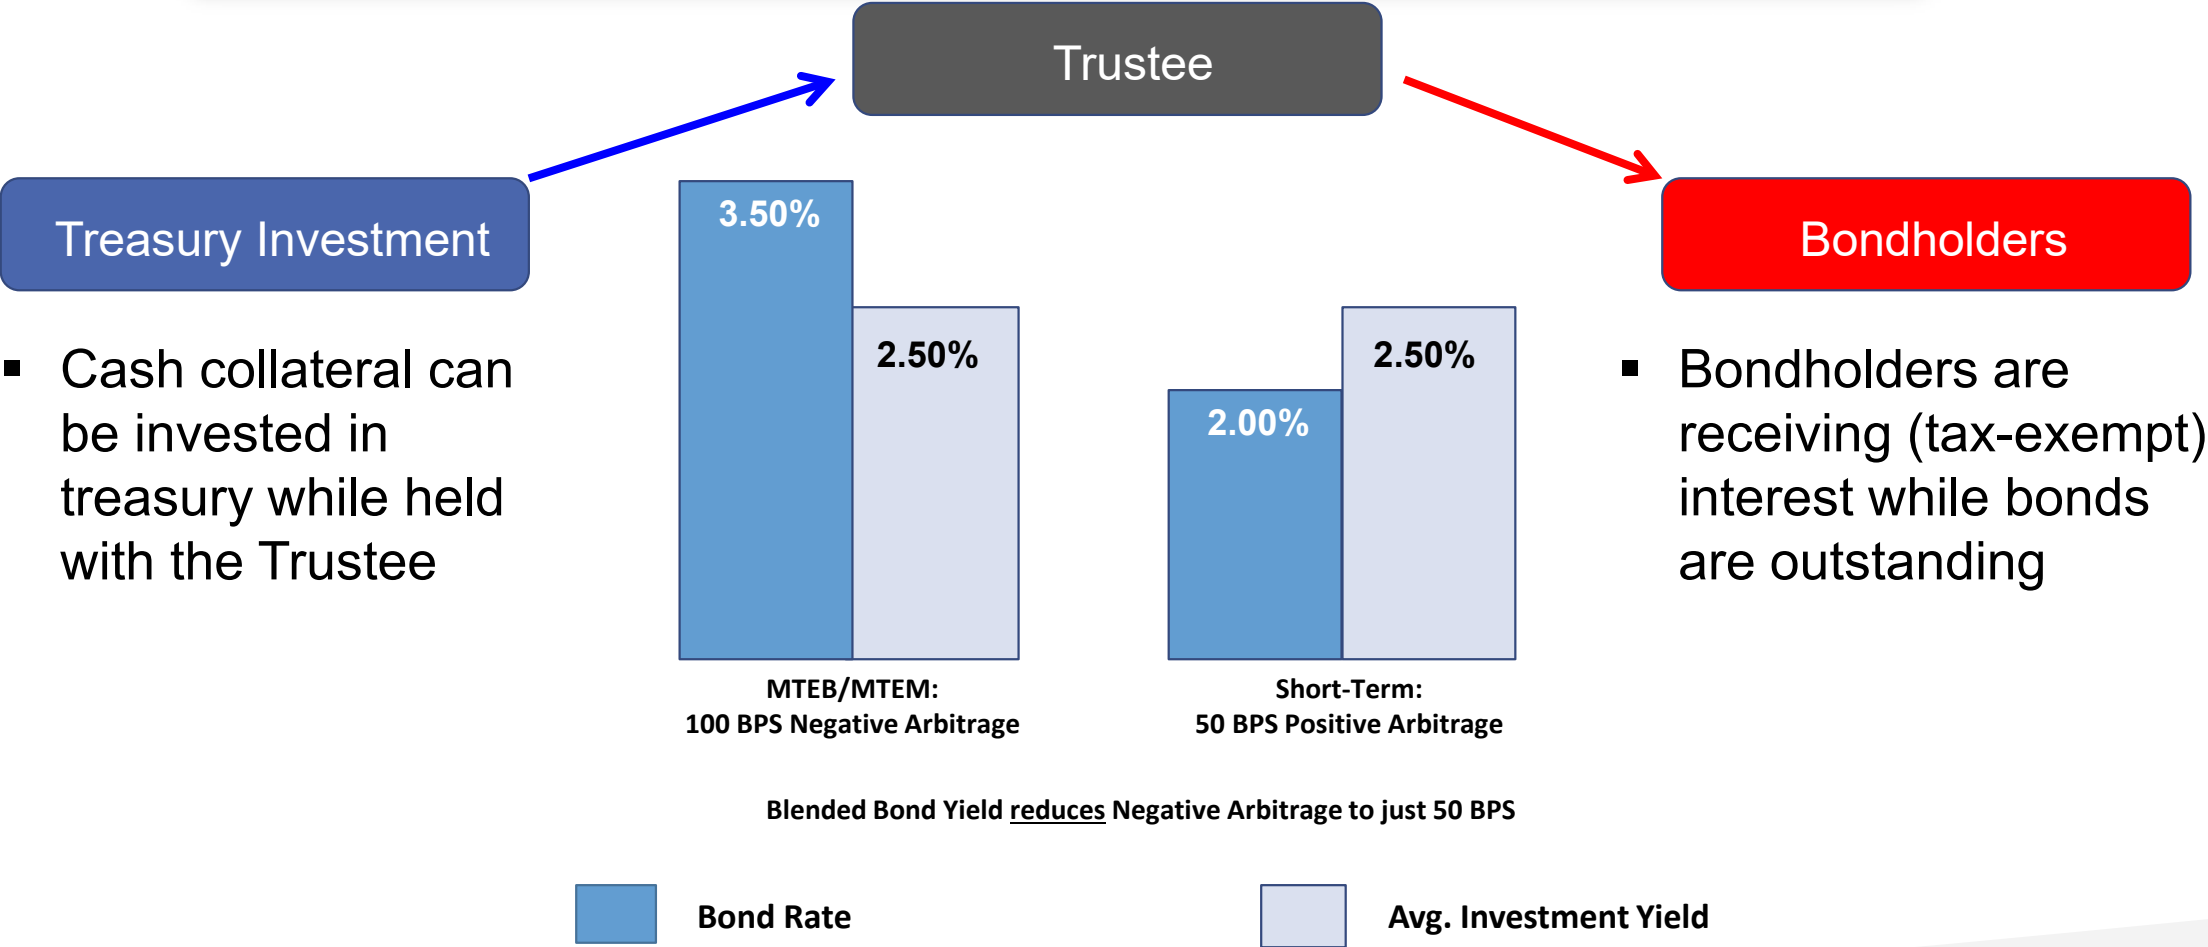 Trustee
Treasury Investment
Bondholders
▪ Cash collateral can
be invested in
treasury while held
with the Trustee
3.50%
2.50%
2.00%
2.50%
MTEB/MTEM:
100 BPS Negative Arbitrage
Short-Term:
50 BPS Positive Arbitrage
▪ Bondholders are
receiving (tax-exempt)
interest while bonds
are outstanding
Blended Bond Yield reduces Negative Arbitrage to just 50 BPS
Bond Rate
Avg. Investment Yield